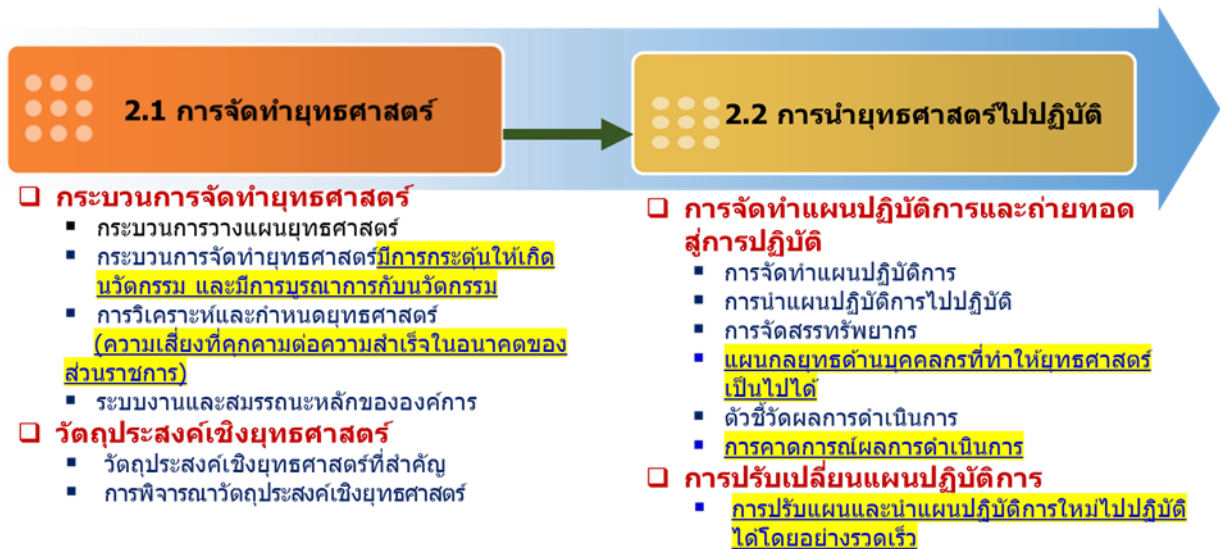 2.1 การจัดทำยุทธศาสตร์
❑ กระบวนการจัดทำยุทธศาสตร์
▪ กระบวนการวางแผนยุทธศาสตร์
▪ กระบวนการจัดทำยุทธศาสตร์มีการกระตุ้นให้เกิด
นวัตกรรม และมีการบูรณาการกับนวัตกรรม
▪ การวิเคราะห์และกำหนดยุทธศาสตร์
(ความเสี่ยงที่คุกคามต่อความสำเร็จในอนาคตของ
ส่วนราชการ)
▪ ระบบงานและสมรรถนะหลักขององค์การ
❑ วัตถุประสงค์เชิงยุทธศาสตร์
▪ วัตถุประสงค์เชิงยุทธศาสตร์ที่สำคัญ
▪ การพิจารณาวัตถุประสงค์เชิงยุทธศาสตร์
2.2 การนำยุทธศาสตร์ไปปฏิบัติ
❑ การจัดทำแผนปฏิบัติการและถ่ายทอด
สู่การปฏิบัติ
▪ การจัดทำแผนปฏิบัติการ
▪ การนำแผนปฏิบัติการไปปฏิบัติ
▪ การจัดสรรทรัพยากร
▪ แผนกลยุทธด้านบุคคลกรที่ทำให้ยุทธศาสตร์
เป็นไปได้
▪ ตัวชี้วัดผลการดำเนินการ
▪ การคาดการณ์ผลการดำเนินการ
❑ การปรับเปลี่ยนแผนปฏิบัติการ
▪ การปรับแผนและนำแผนปฏิบัติการใหม่ไปปฏิบัติ
ได้โดยอย่างรวดเร็ว